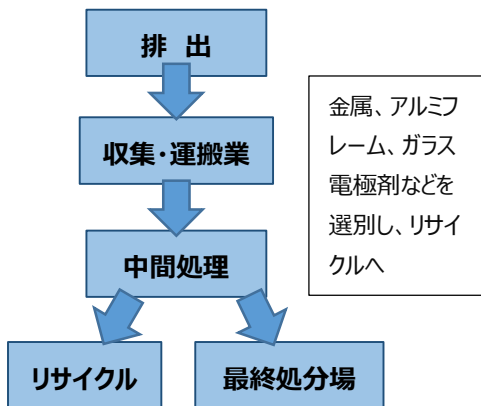 排 出
収集･運搬業
金属、アルミフ
レーム、ガラス
電極剤などを
選別し、リサイ
クルへ
中間処理
リサイクル
最終処分場